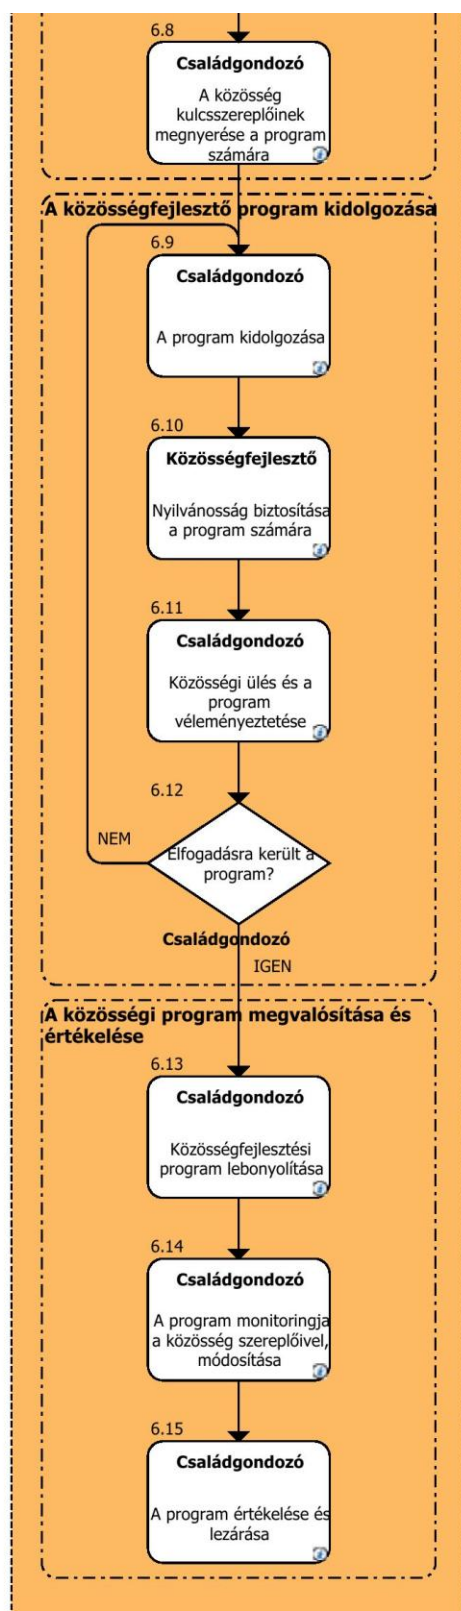 6.8
Családgondozó
A közösség
kulcsszereplőinek
megnyerése a program
számára
A közösségfejlesztő program kidolgozása
6.9
Családgondozó
A program kidolgozása
6.10
Közösségfejlesztő
Nyilvánosság biztosítása
a program számára
6.11
Családgondozó
Közösségi ülés és a
program
véleményeztetése
6.12
NEM
Elfogadásra került a
program?
Családgondozó
IGEN
A közösségi program megvalósítása és
értékelése
6.13
Családgondozó
Közösségfejlesztési
program lebonyolítása
6.14
Családgondozó
A program monitoringja
a közösség szereplőivel,
módosítása
6.15
Családgondozó
A program értékelése és
lezárása